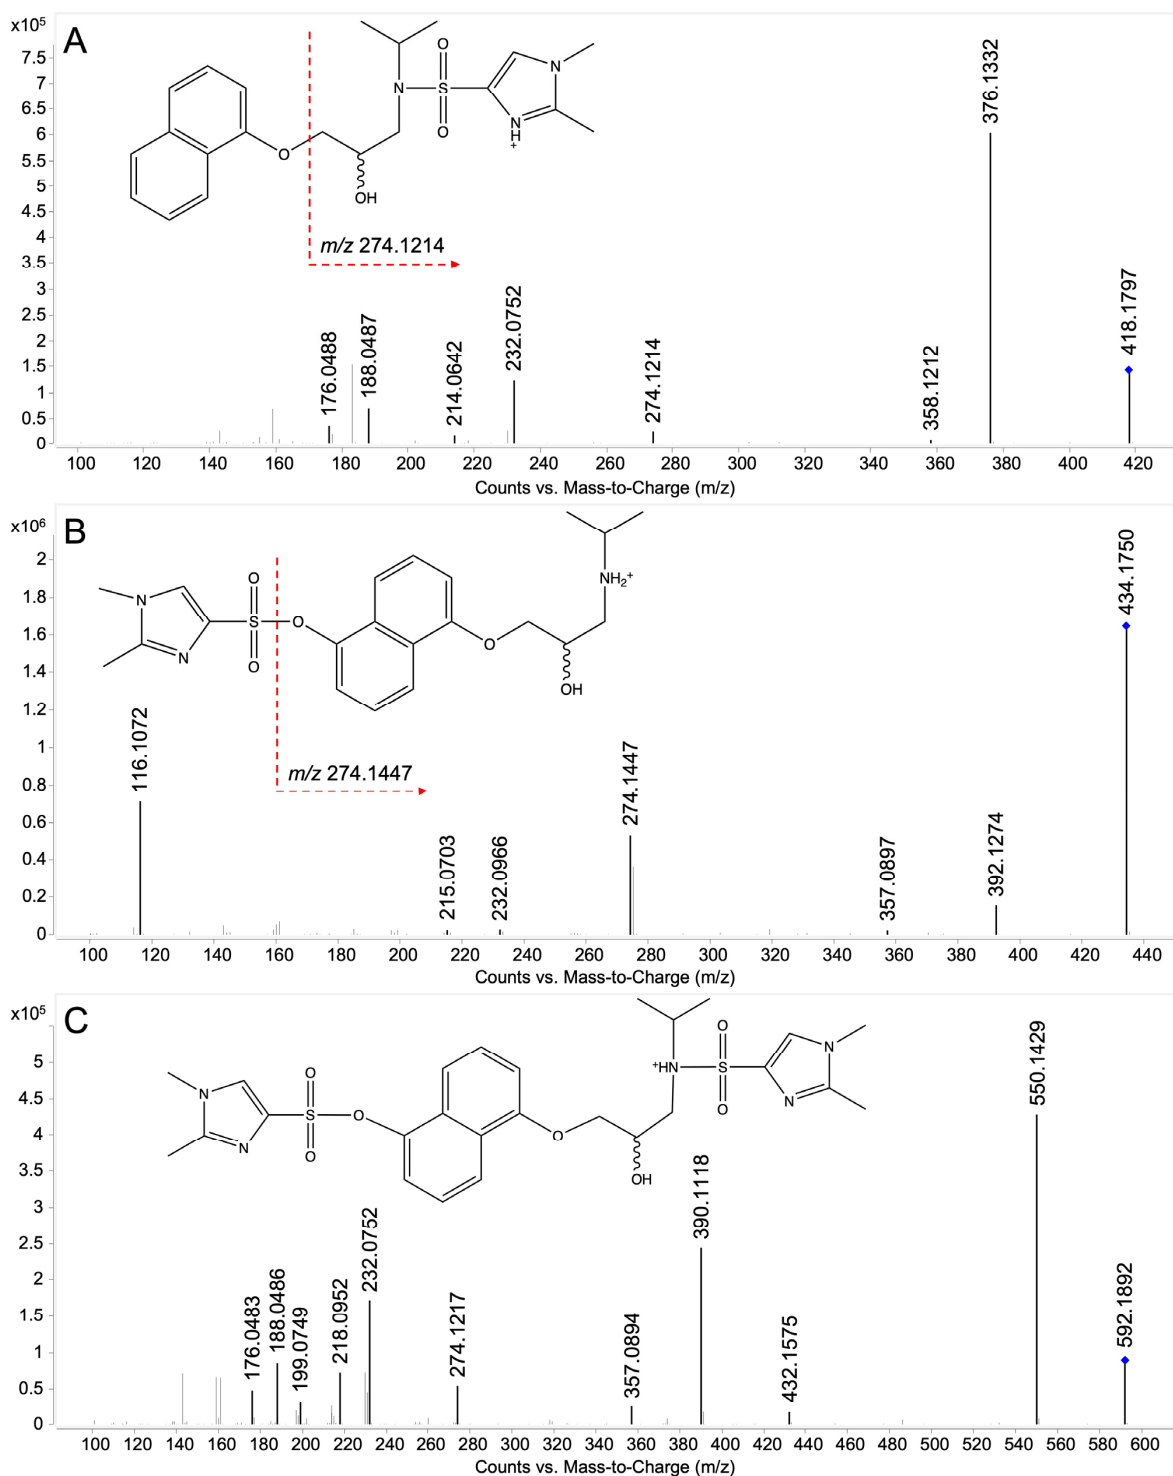 x10⁵
A
7.5
7
6.5
6
5.5
5
4.5
4
3.5
3
2.5
2
1.5
1
0.5
0
N
S
O
O
N
N
H
+
O
OH
m/z 274.1214
176.0488
188.0487
214.0642
232.0752
274.1214
358.1212
376.1332
418.1797
100 120 140 160 180 200 220 240 260 280 300 320 340 360 380 400 420
Counts vs. Mass-to-Charge (m/z)
x10⁶
B
2
1.8
1.6
1.4
1.2
1
0.8
0.6
0.4
0.2
0
N
N
O
S
O
O
O
OH
NH₂⁺
m/z 274.1447
116.1072
215.0703
232.0966
274.1447
357.0897
392.1274
434.1750
100 120 140 160 180 200 220 240 260 280 300 320 340 360 380 400 420 440
Counts vs. Mass-to-Charge (m/z)
x10⁵
C
5
4.5
4
3.5
3
2.5
2
1.5
1
0.5
0
N
N
O
S
O
O
O
OH
⁺HN
O
S
O
N
N
176.0483
188.0486
199.0749
218.0952
232.0752
274.1217
357.0894
390.1118
432.1575
550.1429
592.1892
100 120 140 160 180 200 220 240 260 280 300 320 340 360 380 400 420 440 460 480 500 520 540 560 580 600
Counts vs. Mass-to-Charge (m/z)